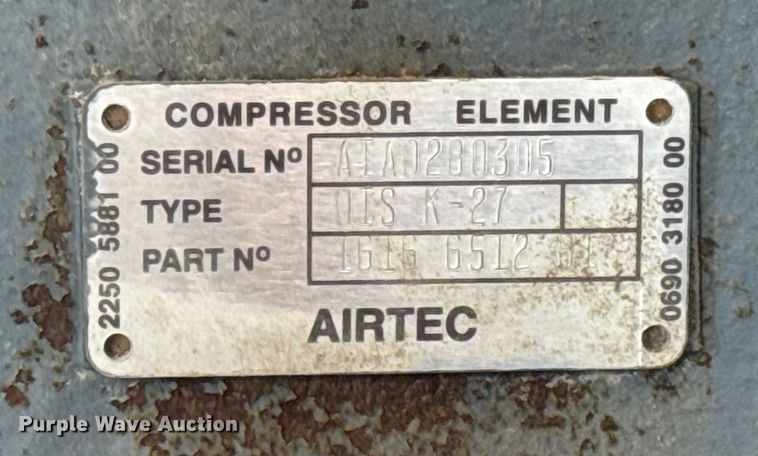 COMPRESSOR ELEMENT
SERIAL Nº AIA0280305
TYPE OIS K-27
PART Nº 1616 6512
AIRTEC
2250 5881 00
0690 3180 00
Purple Wave Auction